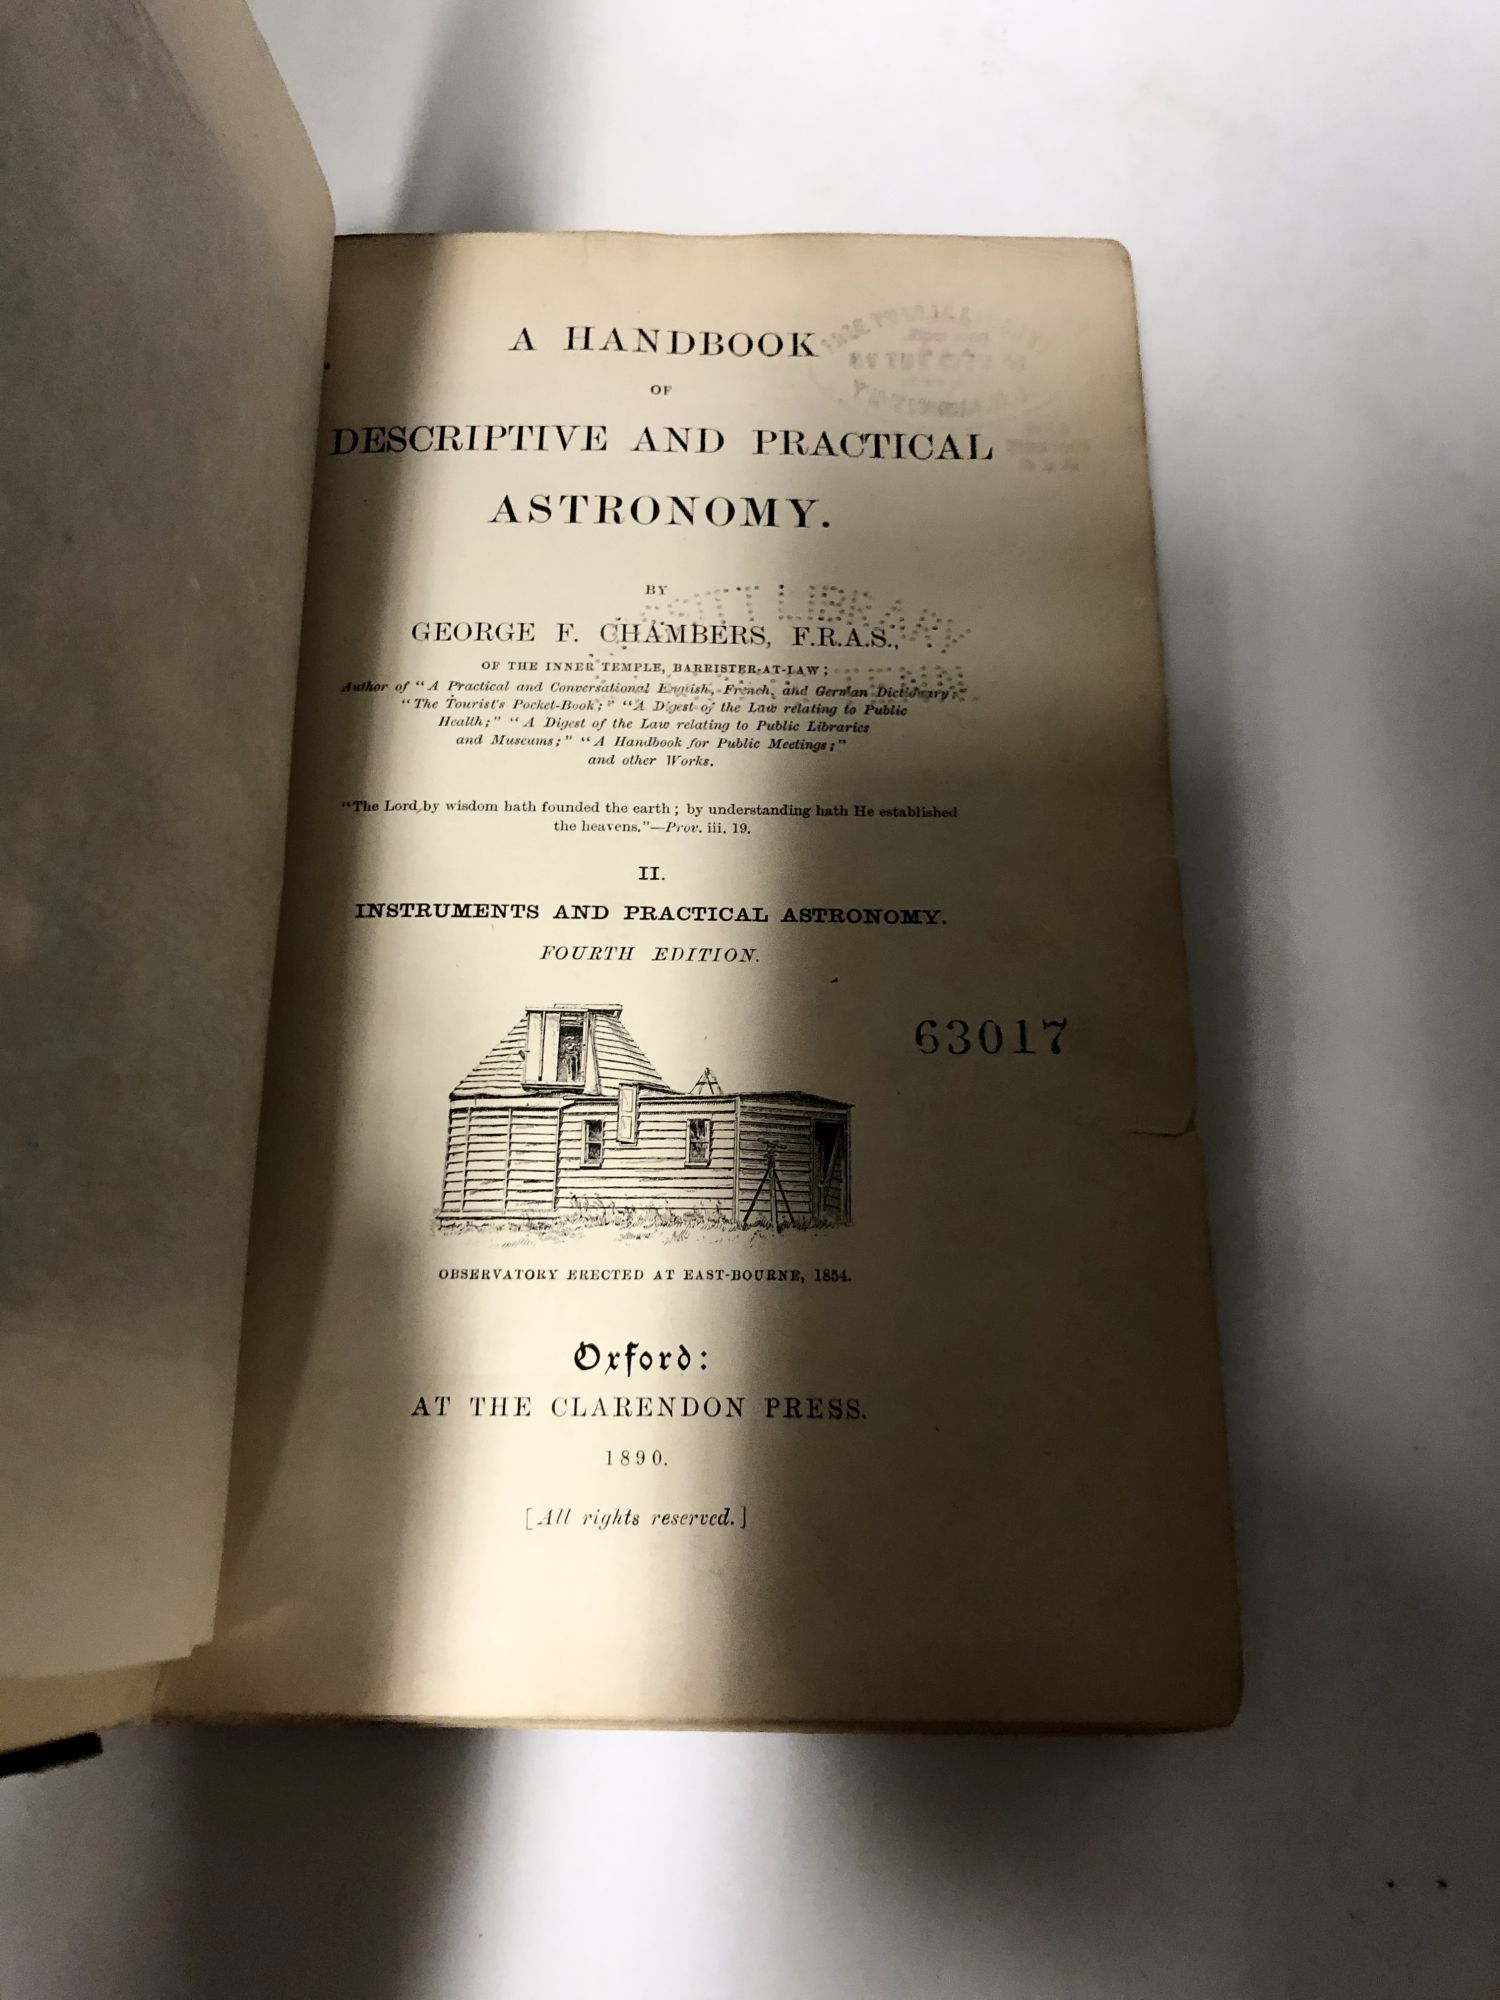 A HANDBOOK
OF
DESCRIPTIVE AND PRACTICAL
ASTRONOMY.
BY
LIBRARY
GEORGE F. CHAMBERS, F.R.A.S.,
OF THE INNER TEMPLE, BARRISTER-AT-LAW;
Author of "A Practical and Conversational English, French, and German Dictionary;"
"The Tourist's Pocket-Book;" "A Digest of the Law relating to Public
Health;" "A Digest of the Law relating to Public Libraries
and Museums;" "A Handbook for Public Meetings;"
and other Works.
"The Lord by wisdom hath founded the earth; by understanding hath He established
the heavens."—Prov. iii. 19.
II.
INSTRUMENTS AND PRACTICAL ASTRONOMY.
FOURTH EDITION.
63017
OBSERVATORY ERECTED AT EAST-BOURNE, 1854.
Oxford:
AT THE CLARENDON PRESS.
1890.
[All rights reserved.]